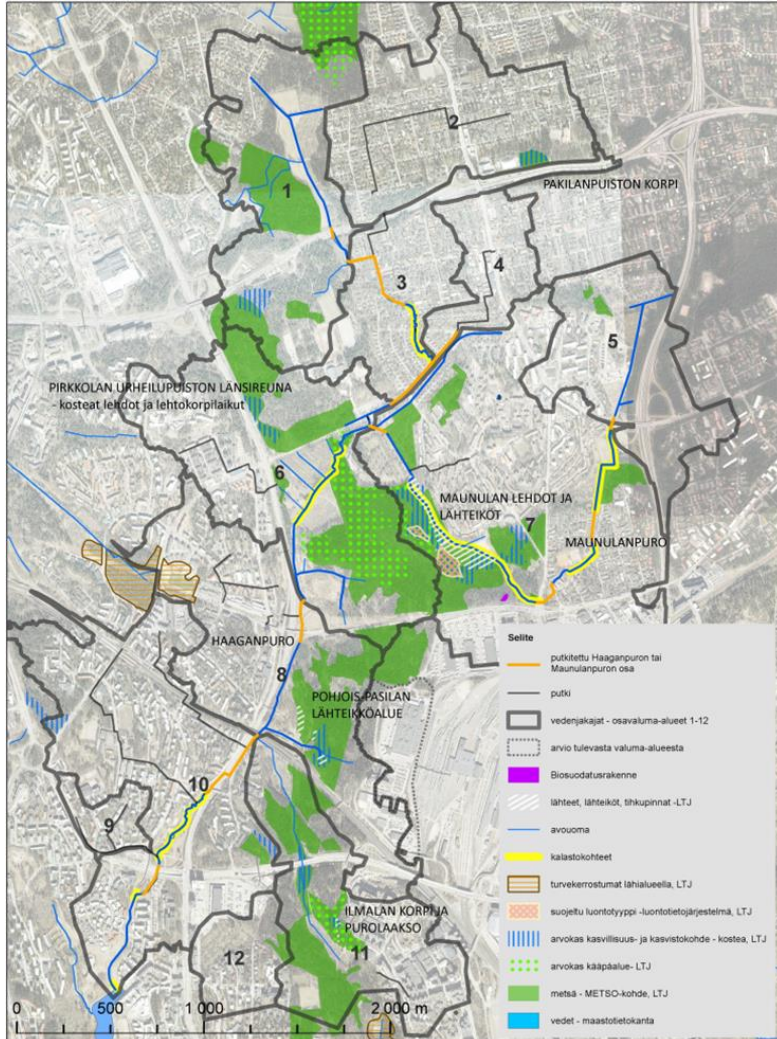 2
PAKILANPUISTON KORPI
1
3
4
5
PIRKKOLAN URHEILUPUISTON LÄNSIREUNA
- kosteat lehdot ja lehtokorpilaikut
6
MAUNULAN LEHDOT JA
LÄHTEIKÖT
7
MAUNULANPURO
HAAGANPURO
8
POHJOIS-PASILAN
LÄHTEIKKÖALUE
10
9
ILMALAN KORPI JA
PUROLAAKSO
11
12
0 500 1 000 2 000 m
Selite
putkitettu Haaganpuron tai
Maunulanpuron osa
putki
vedenjakajat - osavaluma-alueet 1-12
arvio tulevasta valuma-alueesta
Biosuodatusrakenne
lähteet, lähteiköt, tihkupinnat -LTJ
avouoma
kalastokohteet
turvekerrostumat lähialueella, LTJ
suojeltu luontotyyppi -luontotietojärjestelmä, LTJ
arvokas kasvillisuus- ja kasvistokohde - kostea, LTJ
arvokas kääpäalue- LTJ
metsä - METSO-kohde, LTJ
vedet - maastotietokanta